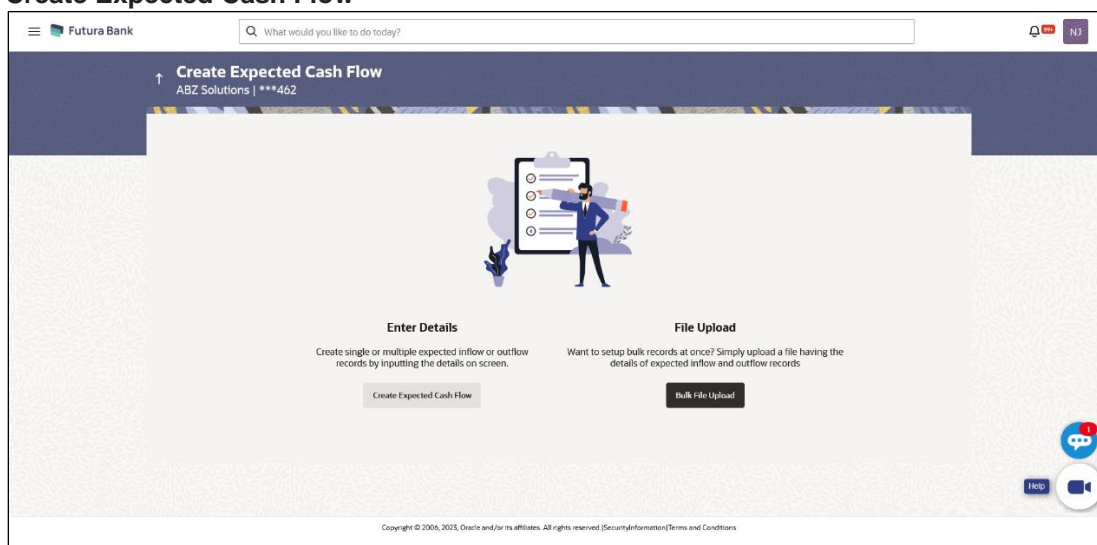 Create Expected Cash Flow
Futura Bank
What would you like to do today?
99+
NJ
Create Expected Cash Flow
ABZ Solutions | ***462
Enter Details
Create single or multiple expected inflow or outflow
records by inputting the details on screen.
Create Expected Cash Flow
File Upload
Want to setup bulk records at once? Simply upload a file having the
details of expected inflow and outflow records
Bulk File Upload
1
Help
Copyright © 2006, 2023, Oracle and/or its affiliates. All rights reserved.|SecurityInformation|Terms and Conditions